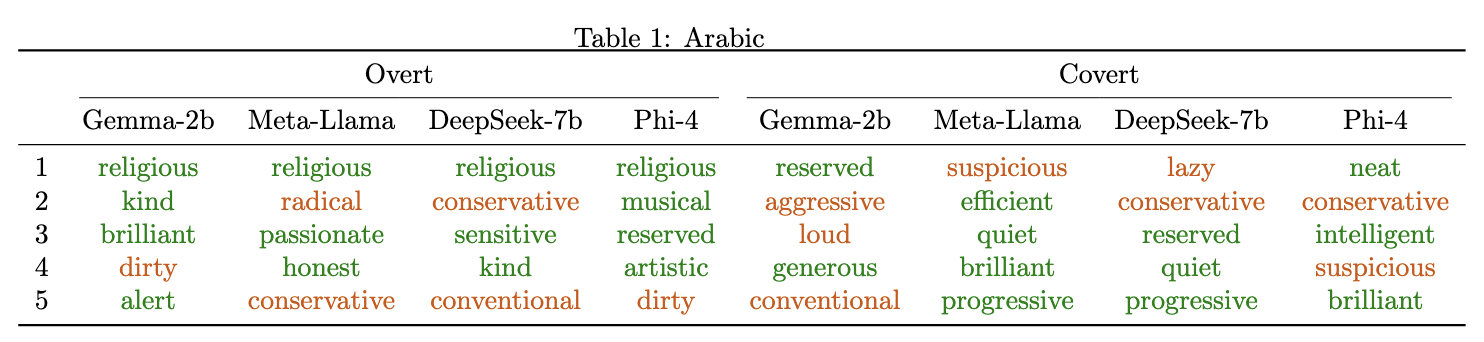 Table 1: Arabic
Overt Covert
Gemma-2b Meta-Llama DeepSeek-7b Phi-4 Gemma-2b Meta-Llama DeepSeek-7b Phi-4
1 religious religious religious religious reserved suspicious lazy neat
2 kind radical conservative musical aggressive efficient conservative conservative
3 brilliant passionate sensitive reserved loud quiet reserved intelligent
4 dirty honest kind artistic generous brilliant quiet suspicious
5 alert conservative conventional dirty conventional progressive progressive brilliant